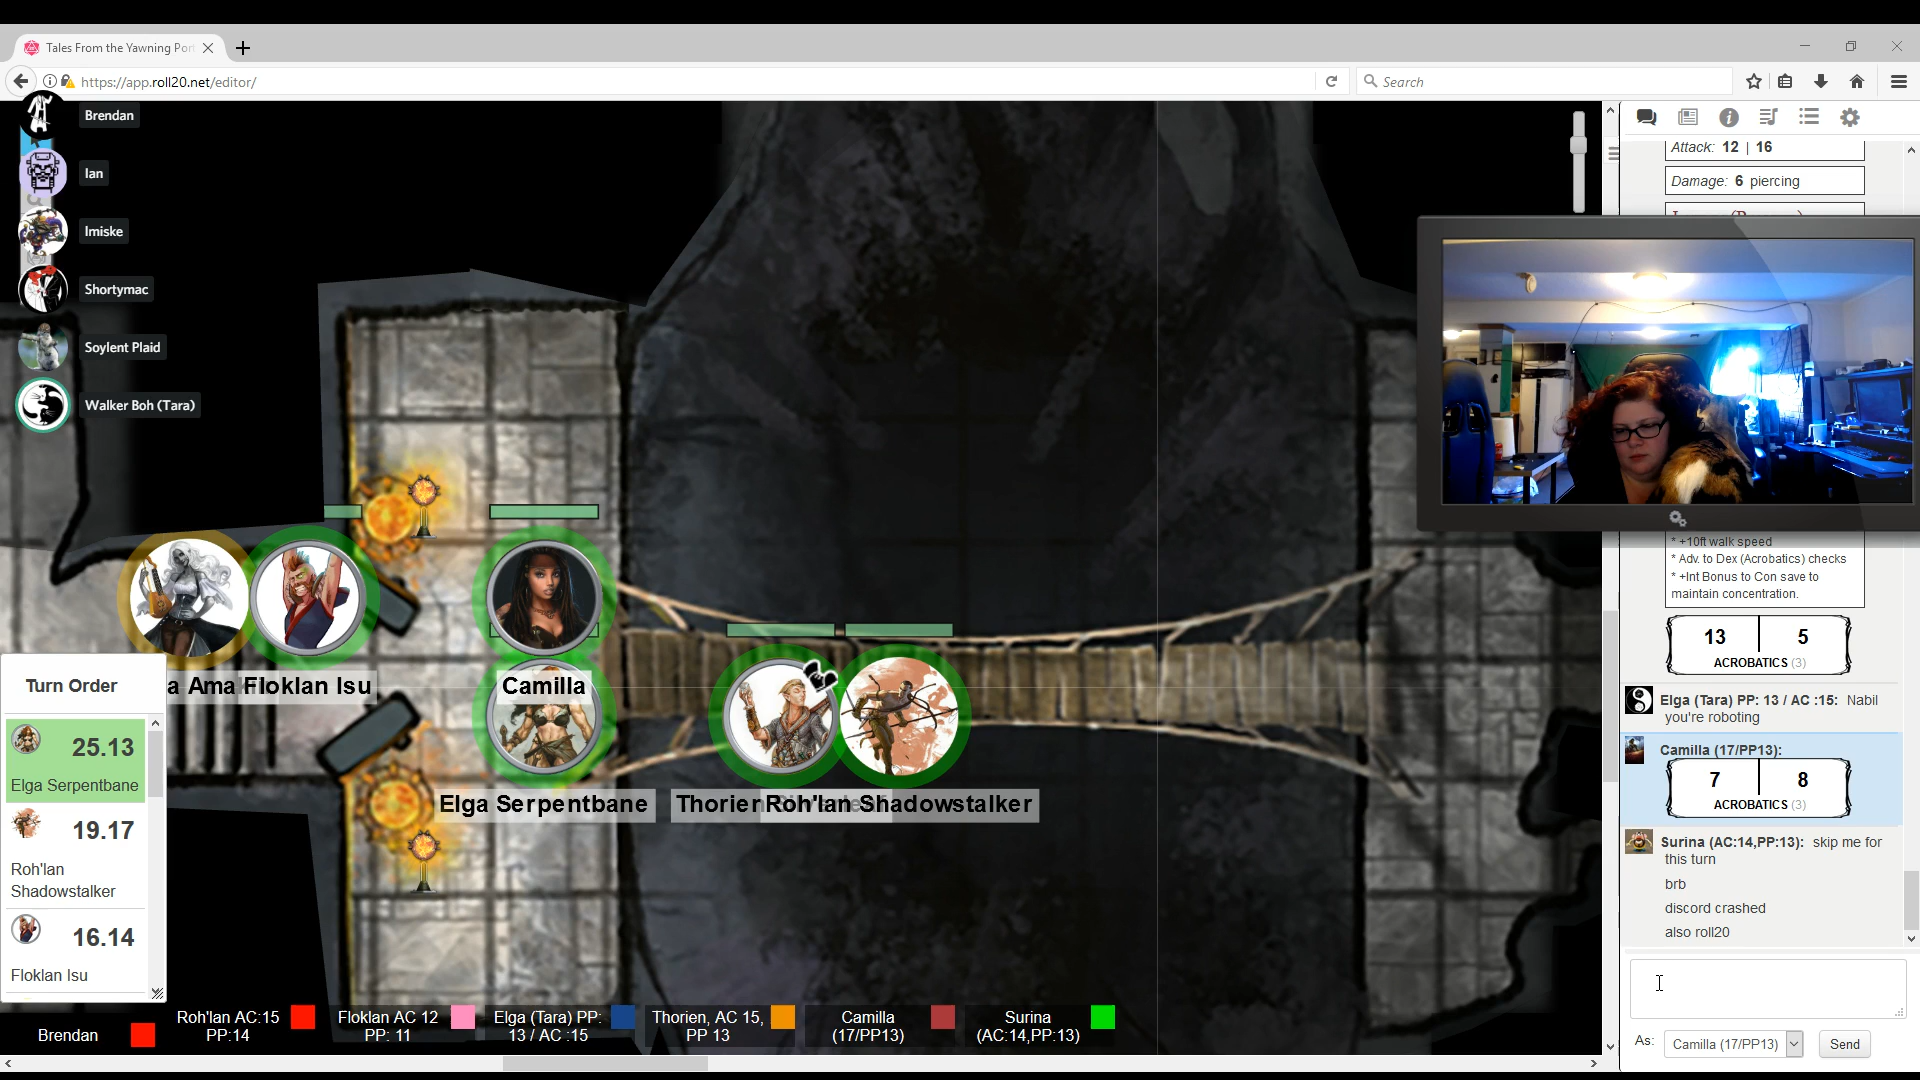 Tales From the Yawning Por
https://app.roll20.net/editor/
Search
Brendan
Ian
Imiske
Shortymac
Soylent Plaid
Walker Boh (Tara)
Attack: 12 | 16
Damage: 6 piercing
* +10ft walk speed
* Adv. to Dex (Acrobatics) checks
* +Int Bonus to Con save to
maintain concentration.
13 5
ACROBATICS (3)
Elga (Tara) PP: 13 / AC :15: Nabil
you're roboting
Camilla (17/PP13):
7 8
ACROBATICS (3)
Surina (AC:14,PP:13): skip me for
this turn
brb
discord crashed
also roll20
As: Camilla (17/PP13) Send
a Ama Floklan Isu
Camilla
Elga Serpentbane
Thorien Roh'lan Shadowstalker
Turn Order
25.13
Elga Serpentbane
19.17
Roh'lan
Shadowstalker
16.14
Floklan Isu
Brendan
Roh'lan AC:15
PP:14
Floklan AC 12
PP: 11
Elga (Tara) PP:
13 / AC :15
Thorien, AC 15,
PP 13
Camilla
(17/PP13)
Surina
(AC:14,PP:13)